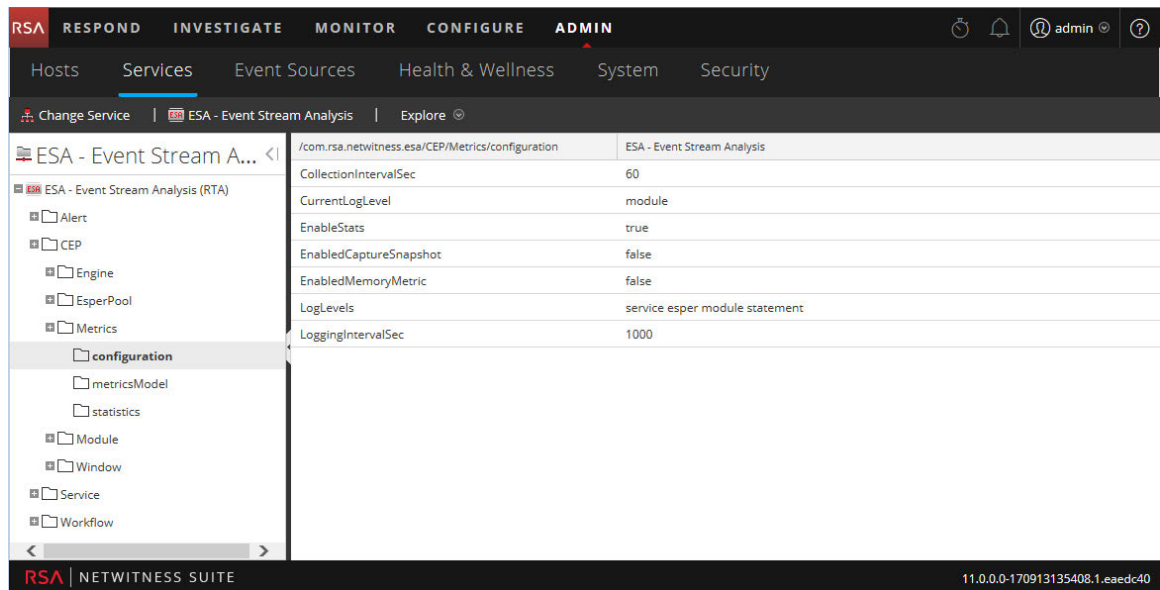 RSA RESPOND INVESTIGATE MONITOR CONFIGURE ADMIN admin ?
Hosts Services Event Sources Health & Wellness System Security
Change Service | ESA ESA - Event Stream Analysis | Explore
ESA - Event Stream A...
ESA ESA - Event Stream Analysis (RTA)
Alert
CEP
Engine
EsperPool
Metrics
configuration
metricsModel
statistics
Module
Window
Service
Workflow
/com.rsa.netwitness.esa/CEP/Metrics/configuration ESA - Event Stream Analysis
CollectionIntervalSec 60
CurrentLogLevel module
EnableStats true
EnabledCaptureSnapshot false
EnabledMemoryMetric false
LogLevels service esper module statement
LoggingIntervalSec 1000
RSA | NETWITNESS SUITE 11.0.0.0-170913135408.1.eaedc40